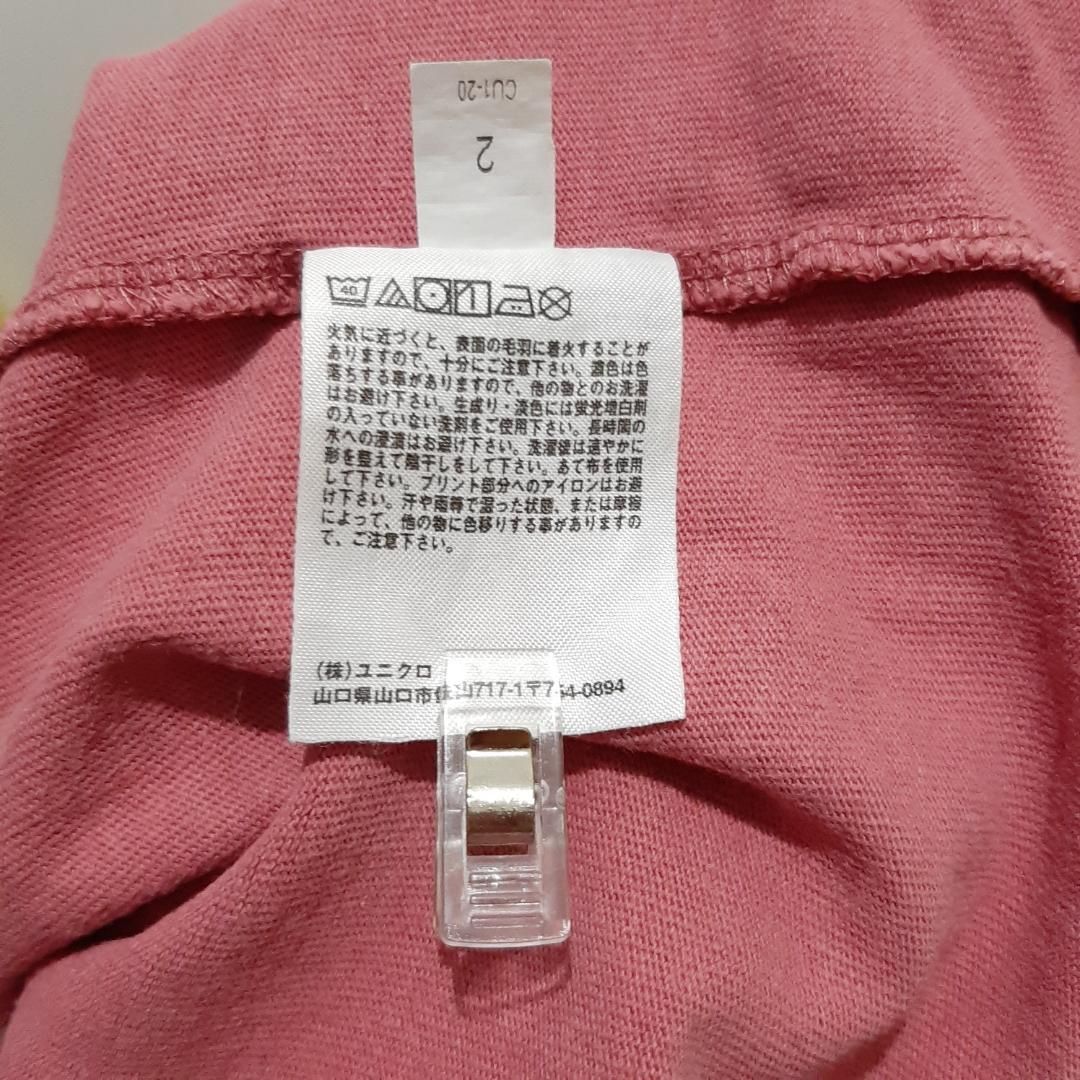 CU1-20
2
40
火気に近づくと、表面の毛羽に着火することが
ありますので、十分にご注意下さい。濃色は色
落ちする事がありますので、他の物とのお洗濯
はお避け下さい。生成り・淡色には蛍光増白剤
の入っていない洗剤をご使用下さい。長時間の
水への浸漬はお避け下さい。洗濯後は速やかに
形を整えて陰干しをして下さい。あて布を使用
して下さい。プリント部分へのアイロンはお避
け下さい。汗や雨等で湿った状態、または摩擦
によって、他の物に色移りする事がありますの
で、ご注意下さい。
(株)ユニクロ
山口県山口市佐山717-1〒754-0894